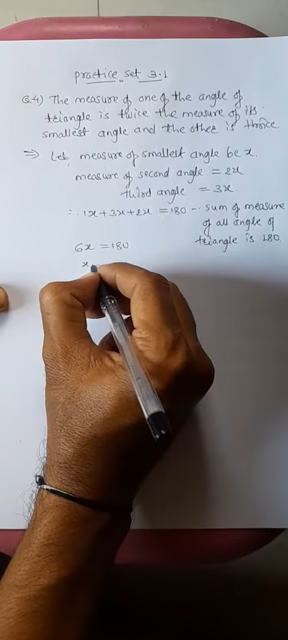 practice set 3.1
Q.4) The measure of one of the angle of
triangle is twice the measure of its
smallest angle and the other is thrice.
⇒ Let, measure of smallest angle be x.
measure of second angle = 2x
third angle = 3x
∴ 1x+3x+2x = 180 -- sum of measure
of all angle of
triangle is 180.
6x = 180
x